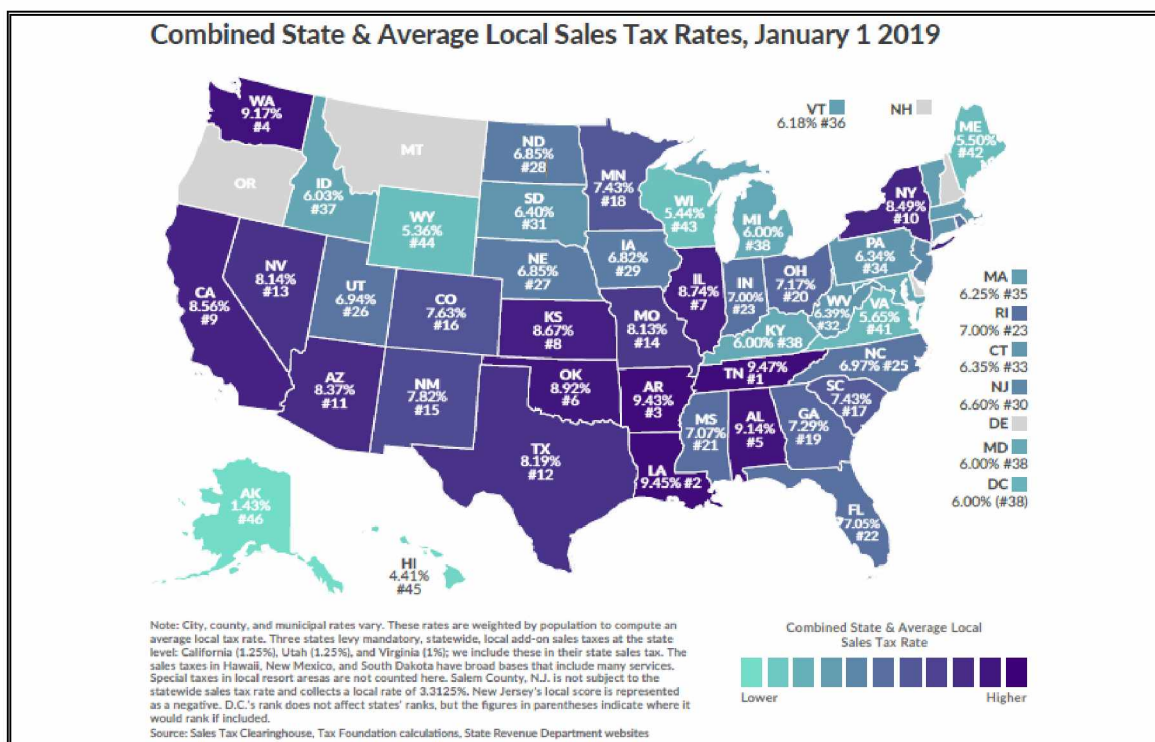 Combined State & Average Local Sales Tax Rates, January 1 2019
WA
9.17%
#4
MT
ND
6.85%
#28
MN
7.43%
#18
VT
6.18% #36
NH
ME
5.50%
#42
OR
ID
6.03%
#37
WY
5.36%
#44
SD
6.40%
#31
WI
5.44%
#43
MI
6.00%
#38
NY
8.49%
#10
CA
8.56%
#9
NV
8.14%
#13
UT
6.94%
#26
CO
7.63%
#16
NE
6.85%
#27
IA
6.82%
#29
IL
8.74%
#7
IN
7.00%
#23
OH
7.17%
#20
PA
6.34%
#34
WV
6.39%
#32
VA
5.65%
#41
KS
8.67%
#8
MO
8.13%
#14
KY
6.00% #38
MA
6.25% #35
RI
7.00% #23
CT
6.35% #33
NJ
6.60% #30
DE
MD
6.00% #38
DC
6.00% (#38)
AZ
8.37%
#11
NM
7.82%
#15
OK
8.92%
#6
AR
9.43%
#3
TN 9.47%
#1
NC
6.97% #25
SC
7.43%
#17
TX
8.19%
#12
LA
9.45% #2
MS
7.07%
#21
AL
9.14%
#5
GA
7.29%
#19
FL
7.05%
#22
AK
1.43%
#46
HI
4.41%
#45
Note: City, county, and municipal rates vary. These rates are weighted by population to compute an
average local tax rate. Three states levy mandatory, statewide, local add-on sales taxes at the state
level: California (1.25%), Utah (1.25%), and Virginia (1%); we include these in their state sales tax. The
sales taxes in Hawaii, New Mexico, and South Dakota have broad bases that include many services.
Special taxes in local resort aresas are not counted here. Salem County, N.J. is not subject to the
statewide sales tax rate and collects a local rate of 3.3125%. New Jersey's local score is represented
as a negative. D.C.'s rank does not affect states' ranks, but the figures in parentheses indicate where it
would rank if included.
Source: Sales Tax Clearinghouse, Tax Foundation calculations, State Revenue Department websites
Combined State & Average Local
Sales Tax Rate
Lower
Higher